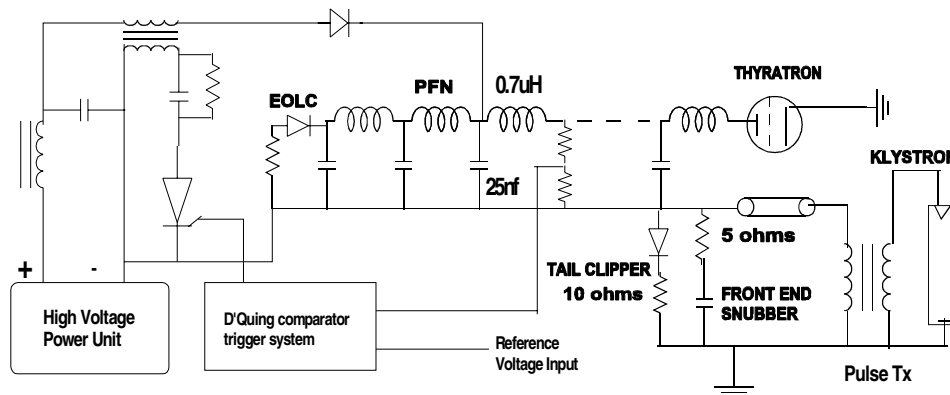 THYRATRON
0.7uH
PFN
EOLC
KLYSTRON
25nf
5 ohms
TAIL CLIPPER
10 ohms
FRONT END
SNUBBER
+
-
High Voltage
Power Unit
D'Quing comparator
trigger system
Reference
Voltage Input
Pulse Tx